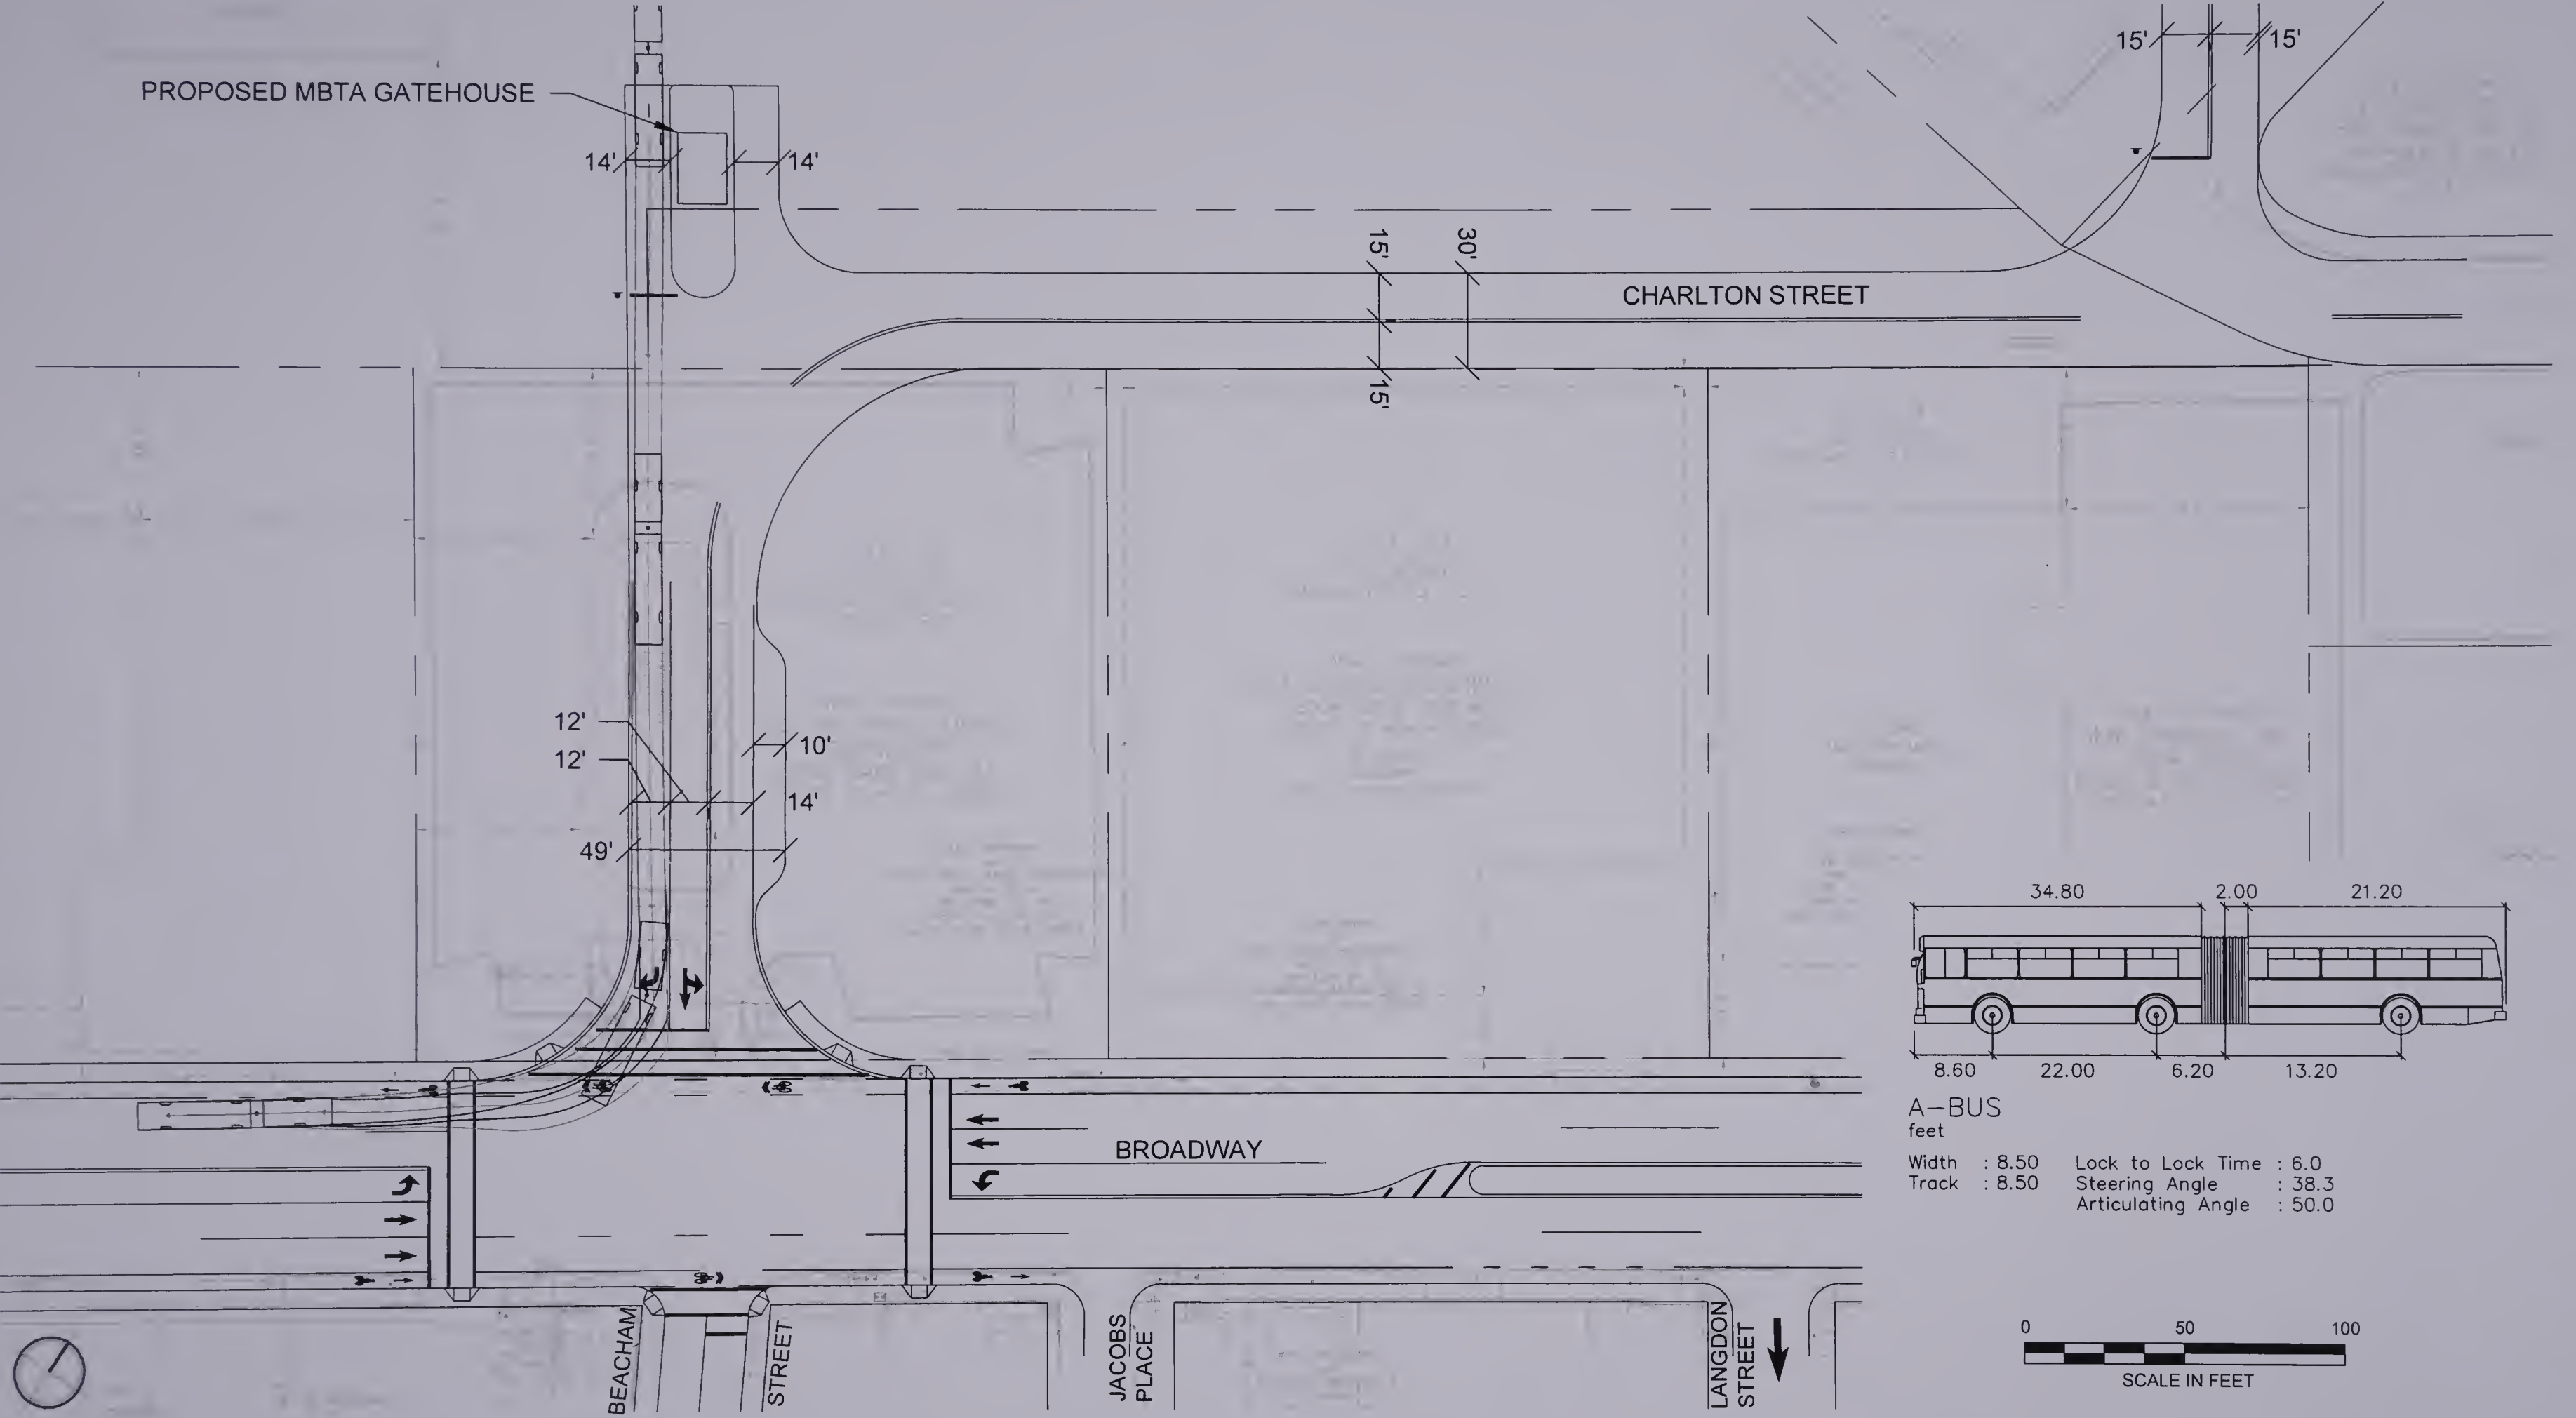 15'
15'
PROPOSED MBTA GATEHOUSE
14'
14'
15'
30'
CHARLTON STREET
15'
12'
12'
10'
14'
49'
34.80
2.00
21.20
8.60
22.00
6.20
13.20
A-BUS
feet
Width : 8.50
Track : 8.50
Lock to Lock Time : 6.0
Steering Angle : 38.3
Articulating Angle : 50.0
BROADWAY
BEACHAM
STREET
JACOBS
PLACE
LANGDON
STREET
0
50
100
SCALE IN FEET